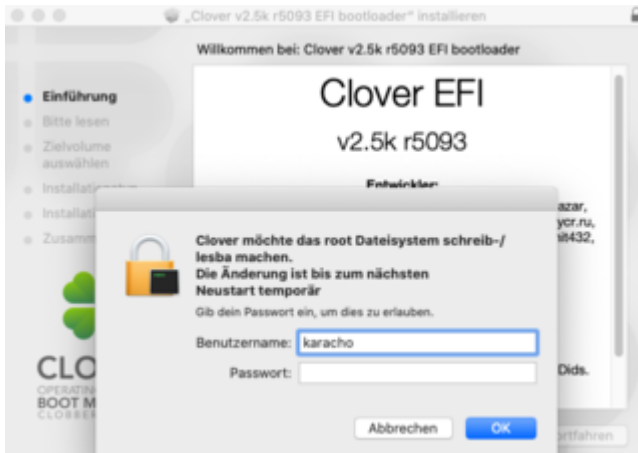 „Clover v2.5k r5093 EFI bootloader“ installieren
Willkommen bei: Clover v2.5k r5093 EFI bootloader
Einführung
Bitte lesen
Zielvolume
auswählen
Clover EFI
v2.5k r5093
Entwickler:
Clover möchte das root Dateisystem schreib-/
lesba machen.
Die Änderung ist bis zum nächsten
Neustart temporär
Gib dein Passwort ein, um dies zu erlauben.
Benutzername: karacho
Passwort:
Abbrechen
OK
Dids.
CLO
BOOT M